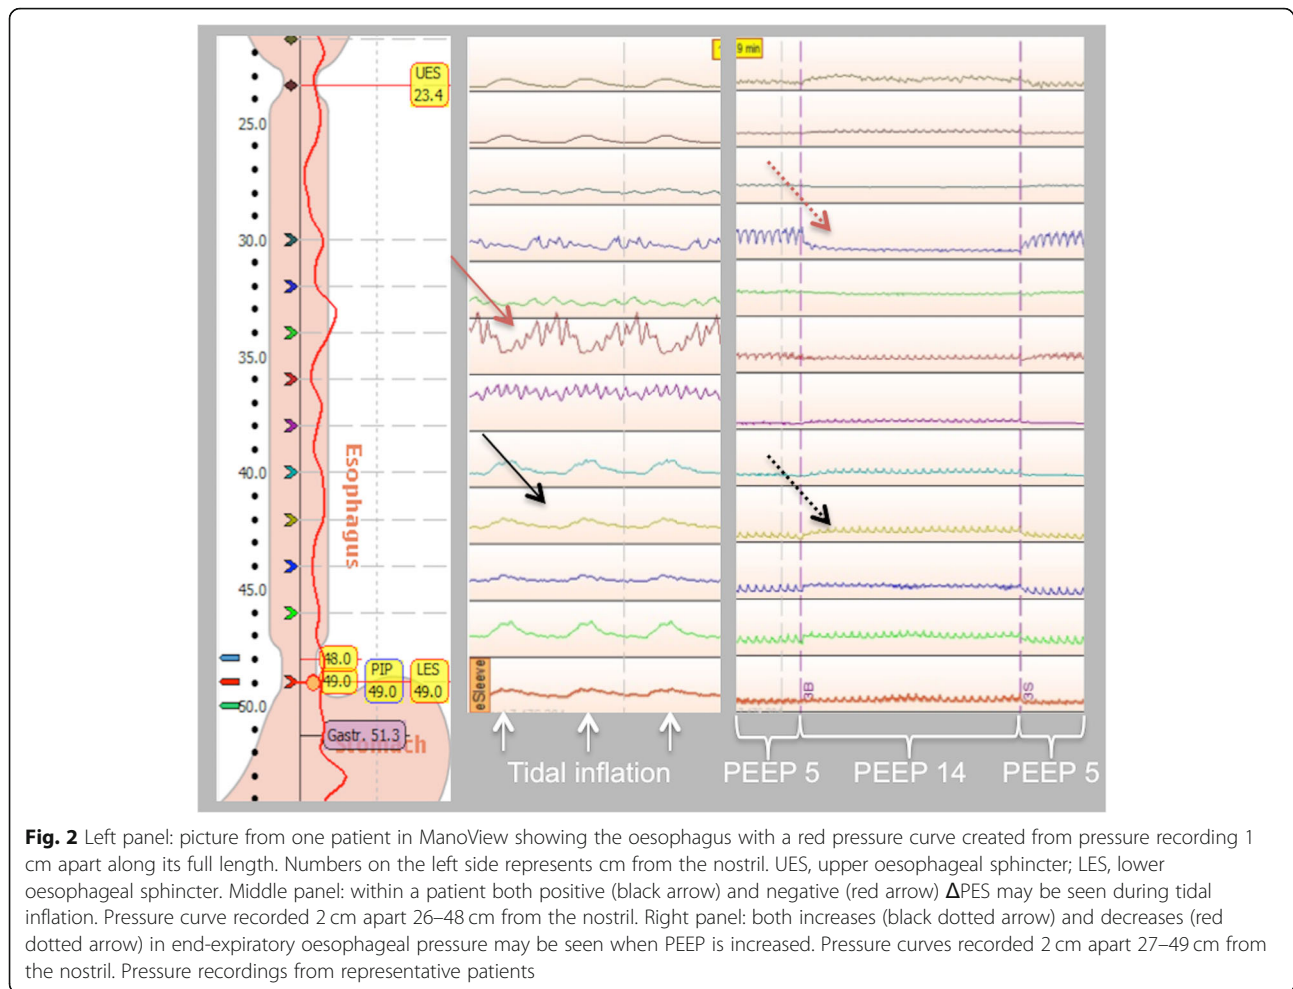 UES
23.4
25.0
30.0
35.0
40.0
45.0
50.0
Esophagus
48.0
49.0
PIP
49.0
LES
49.0
Gastr. 51.3
Stomach
eSleeve
Tidal inflation
9 min
3B
3S
PEEP 5
PEEP 14
PEEP 5
Fig. 2 Left panel: picture from one patient in ManoView showing the oesophagus with a red pressure curve created from pressure recording 1
cm apart along its full length. Numbers on the left side represents cm from the nostril. UES, upper oesophageal sphincter; LES, lower
oesophageal sphincter. Middle panel: within a patient both positive (black arrow) and negative (red arrow) ΔPES may be seen during tidal
inflation. Pressure curve recorded 2 cm apart 26–48 cm from the nostril. Right panel: both increases (black dotted arrow) and decreases (red
dotted arrow) in end-expiratory oesophageal pressure may be seen when PEEP is increased. Pressure curves recorded 2 cm apart 27–49 cm from
the nostril. Pressure recordings from representative patients